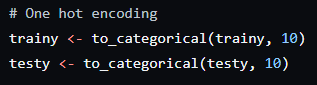 # One hot encoding
trainy <- to_categorical(trainy, 10)
testy <- to_categorical(testy, 10)